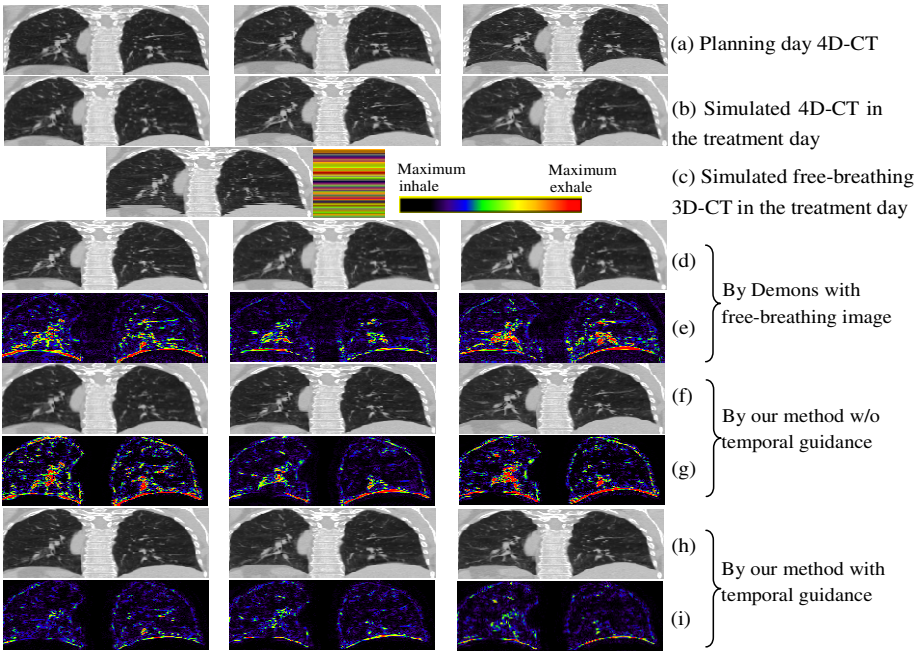 (a) Planning day 4D-CT
(b) Simulated 4D-CT in
the treatment day
Maximum
inhale
Maximum
exhale
(c) Simulated free-breathing
3D-CT in the treatment day
(d)
(e)
By Demons with
free-breathing image
(f)
(g)
By our method w/o
temporal guidance
(h)
(i)
By our method with
temporal guidance